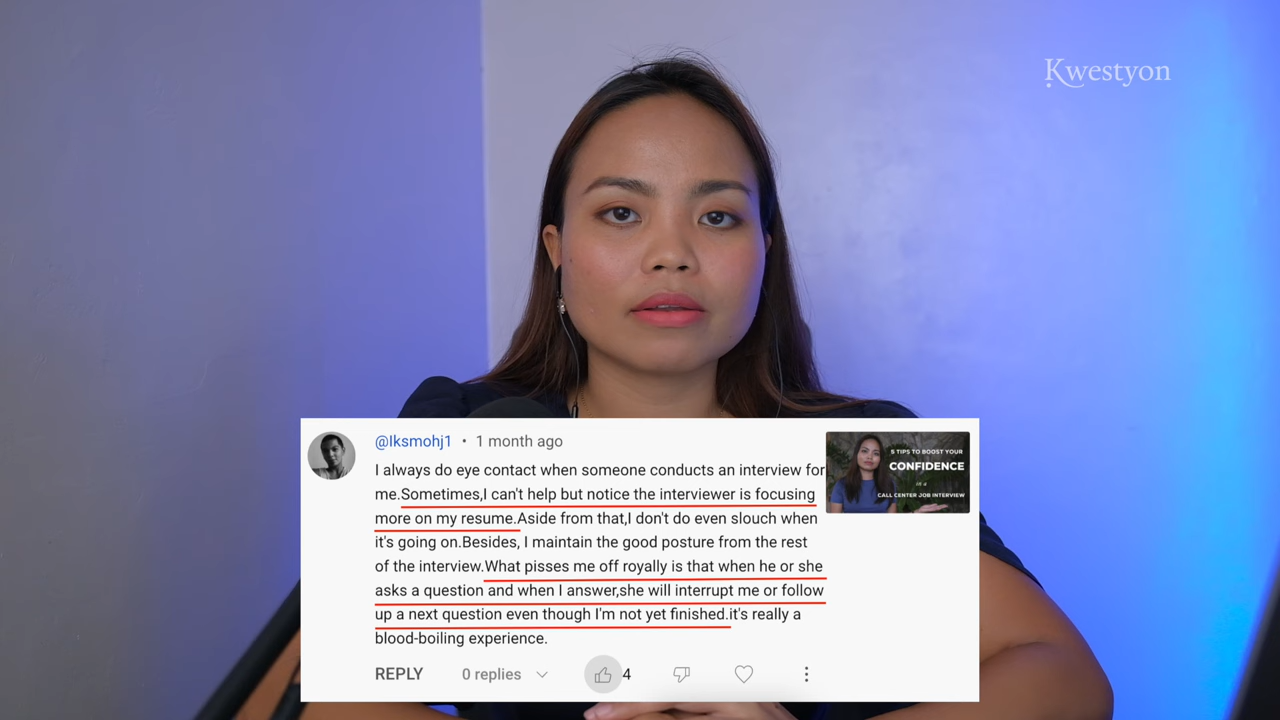 Kwestyon
@lksmohj1 • 1 month ago
I always do eye contact when someone conducts an interview for
me.Sometimes,I can't help but notice the interviewer is focusing
more on my resume.Aside from that,I don't do even slouch when
it's going on.Besides, I maintain the good posture from the rest
of the interview.What pisses me off royally is that when he or she
asks a question and when I answer,she will interrupt me or follow
up a next question even though I'm not yet finished.it's really a
blood-boiling experience.
REPLY 0 replies 4
5 TIPS TO BOOST YOUR
CONFIDENCE
in a
CALL CENTER JOB INTERVIEW